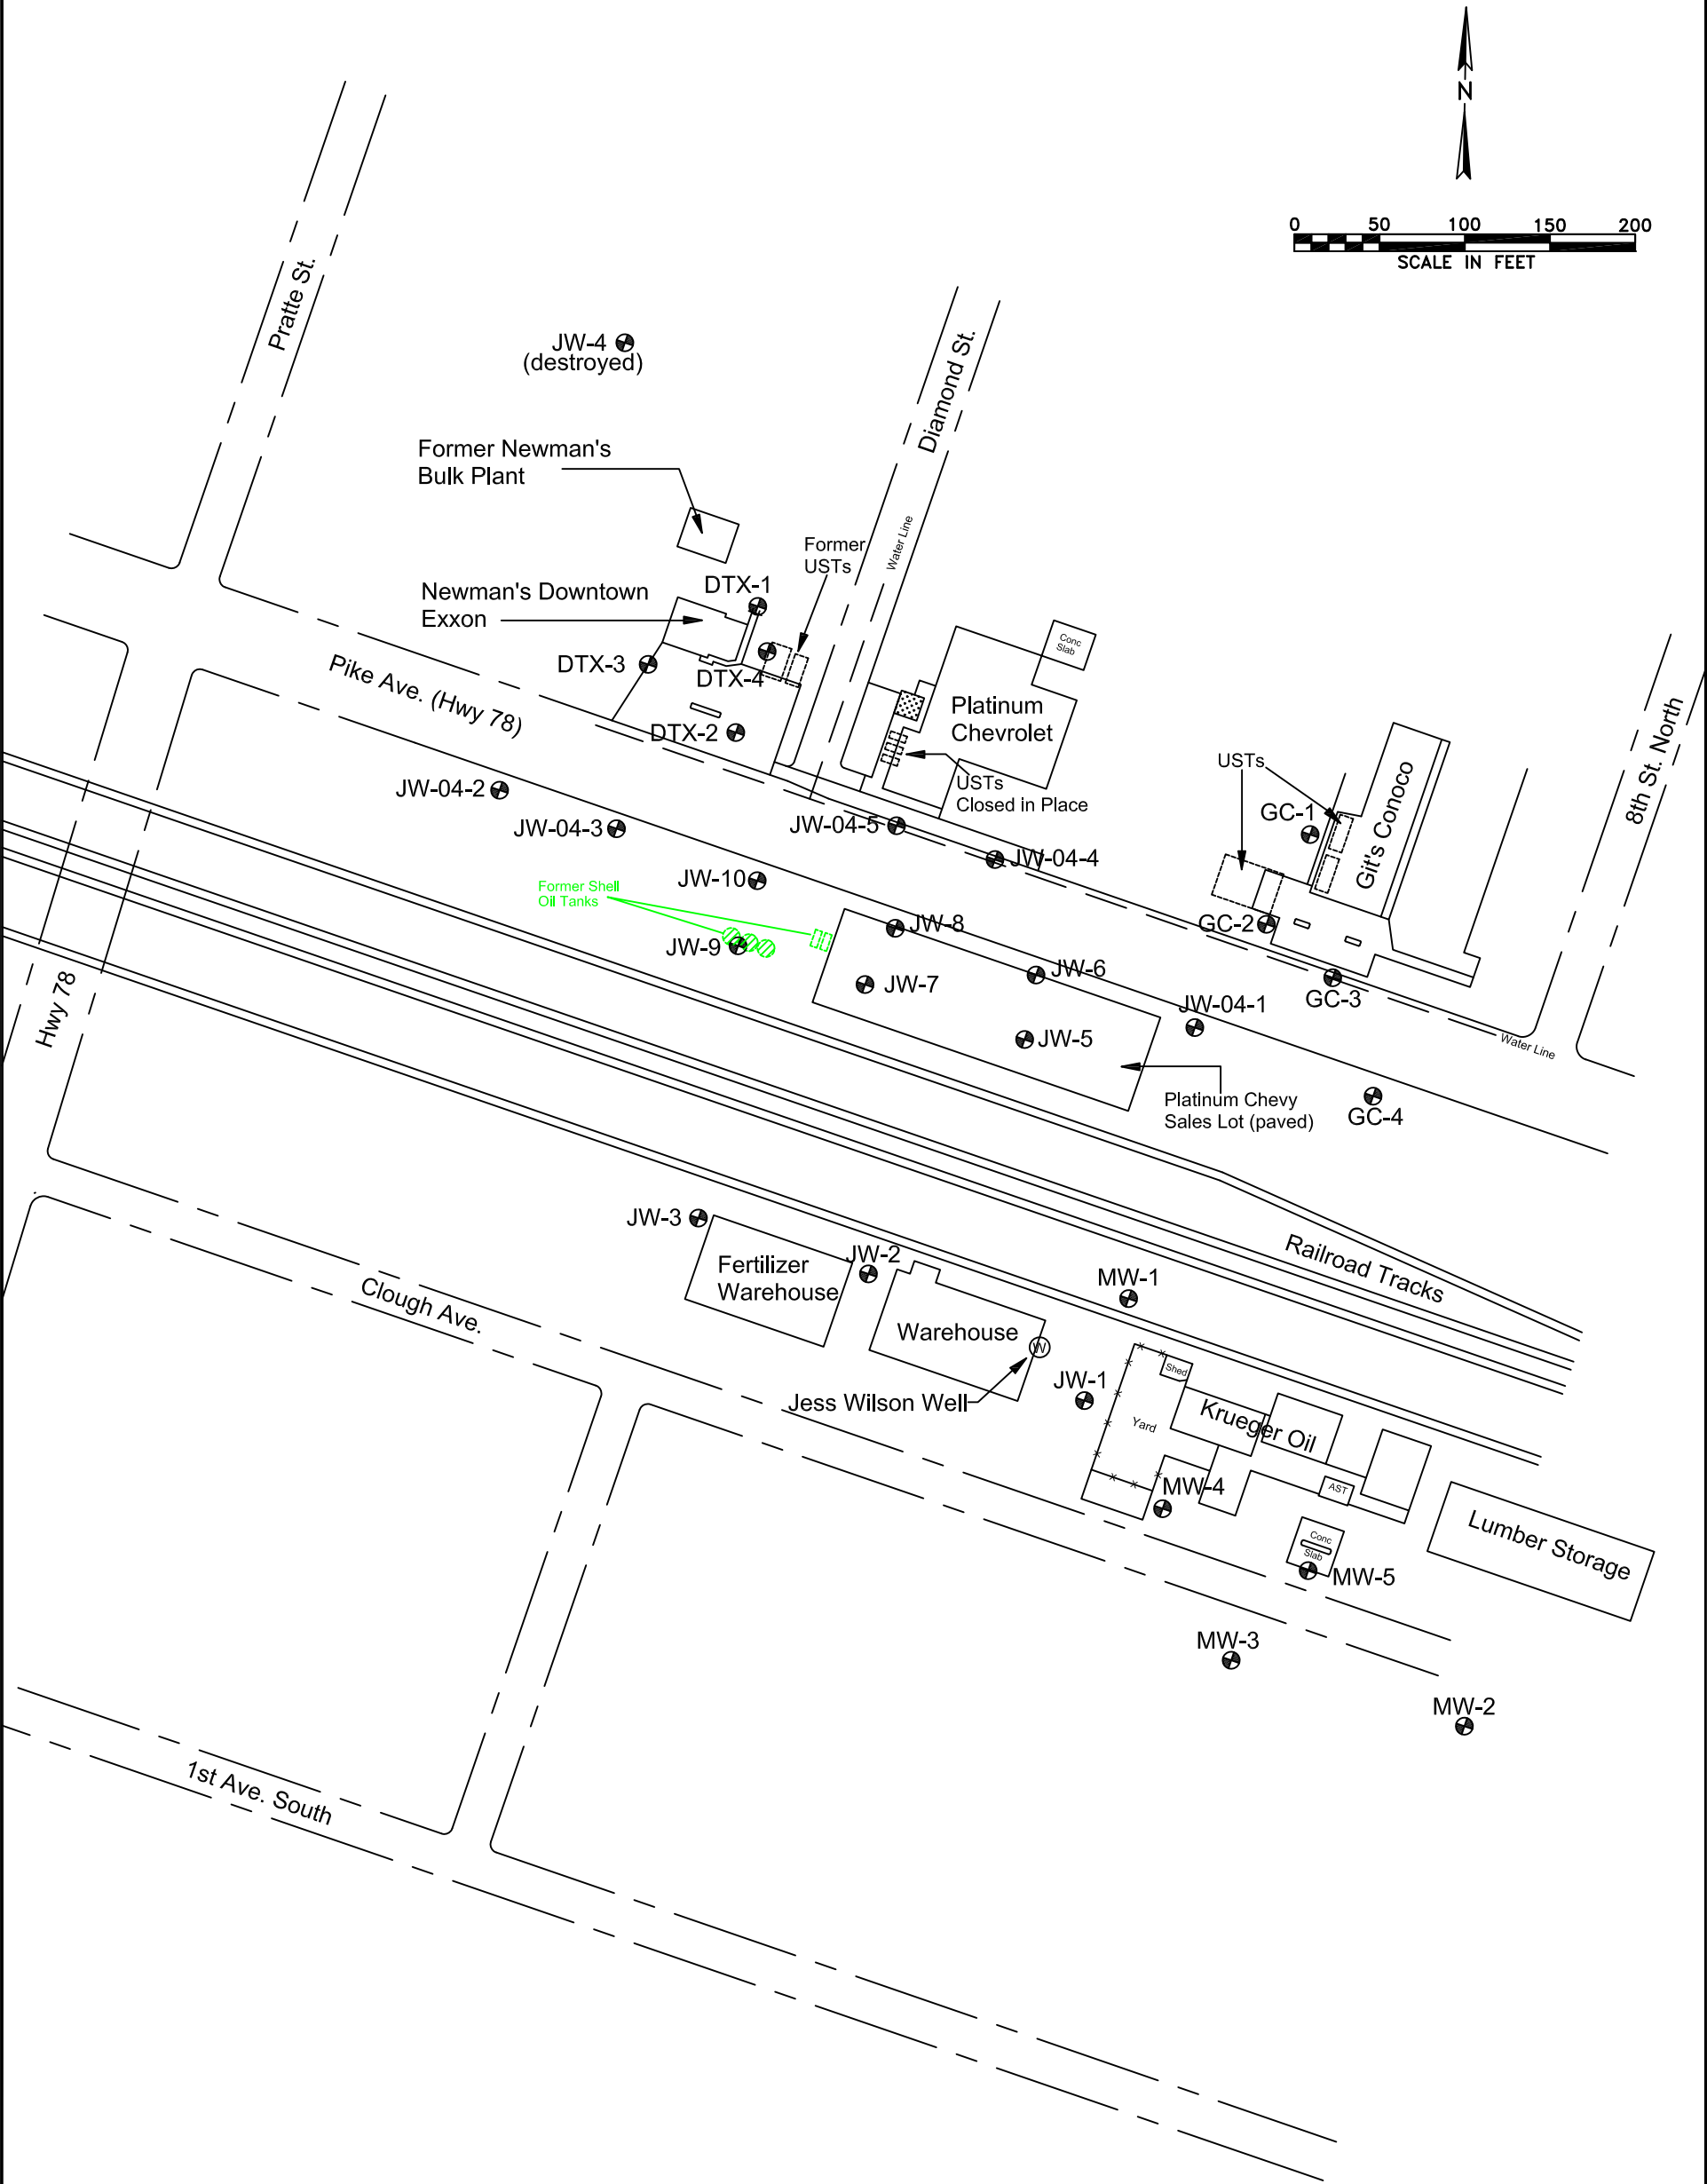 N
0 50 100 150 200
SCALE IN FEET
Pratte St.
JW-4
(destroyed)
Diamond St.
Former Newman's
Bulk Plant
Water Line
Former
USTs
DTX-1
Newman's Downtown
Exxon
Conc
Slab
DTX-3
DTX-4
Pike Ave. (Hwy 78)
Platinum
Chevrolet
8th St. North
DTX-2
USTs
USTs
Closed in Place
JW-04-2
GC-1
Git's Conoco
JW-04-3
JW-04-5
JW-04-4
JW-10
Former Shell
Oil Tanks
JW-8
GC-2
JW-9
JW-6
JW-7
GC-3
JW-04-1
Hwy 78
JW-5
Water Line
Platinum Chevy
Sales Lot (paved)
GC-4
JW-3
JW-2
Railroad Tracks
Fertilizer
Warehouse
MW-1
Clough Ave.
Warehouse
W
Shed
JW-1
Jess Wilson Well
Yard
Krueger Oil
MW-4
AST
Lumber Storage
Conc
Slab
MW-5
MW-3
MW-2
1st Ave. South